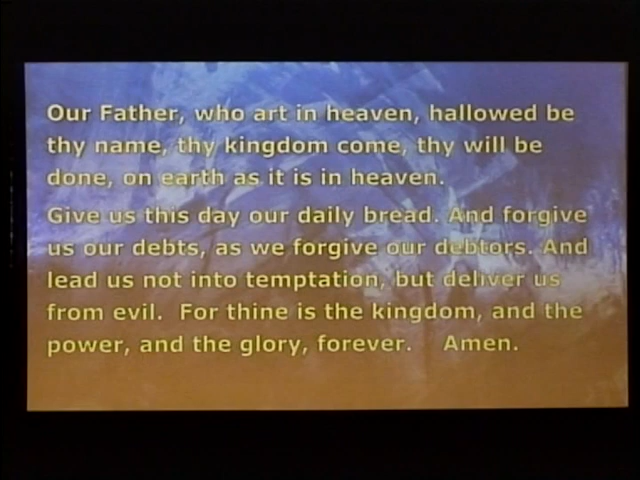 Our Father, who art in heaven, hallowed be
thy name, thy kingdom come, thy will be
done, on earth as it is in heaven.
Give us this day our daily bread. And forgive
us our debts, as we forgive our debtors. And
lead us not into temptation, but deliver us
from evil.  For thine is the kingdom, and the
power, and the glory, forever.    Amen.